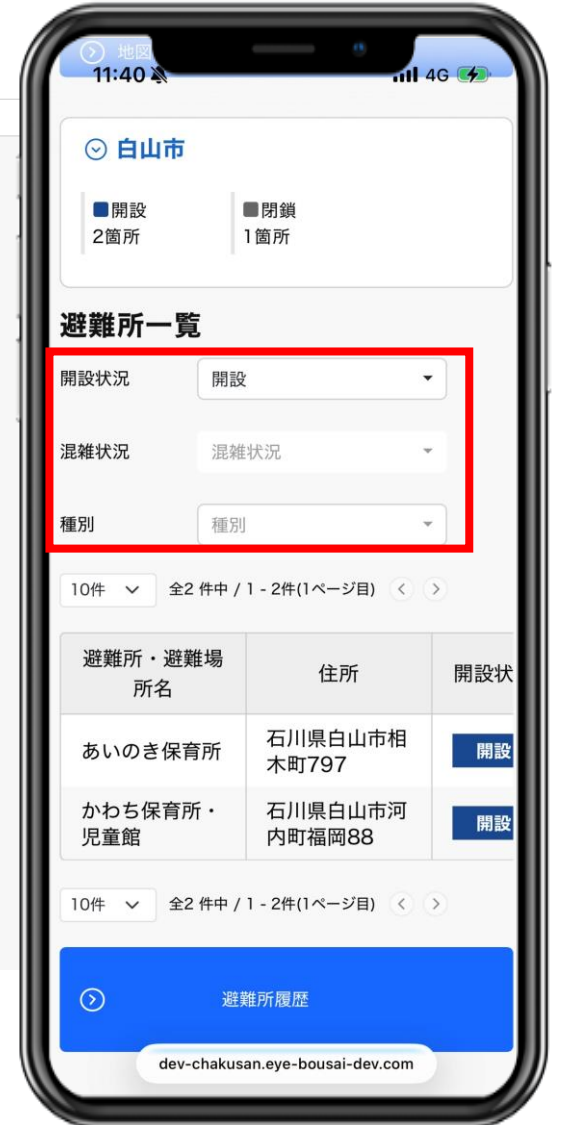 地図
11:40
4G
白山市
開設
閉鎖
2箇所
1箇所
避難所一覧
開設状況
開設
混雑状況
混雑状況
種別
種別
10件
全2 件中 / 1 - 2件(1ページ目)
避難所・避難場
所名
住所
開設状
あいのき保育所
石川県白山市相
木町797
開設
かわち保育所・
児童館
石川県白山市河
内町福岡88
開設
10件
全2 件中 / 1 - 2件(1ページ目)
避難所履歴
dev-chakusan.eye-bousai-dev.com